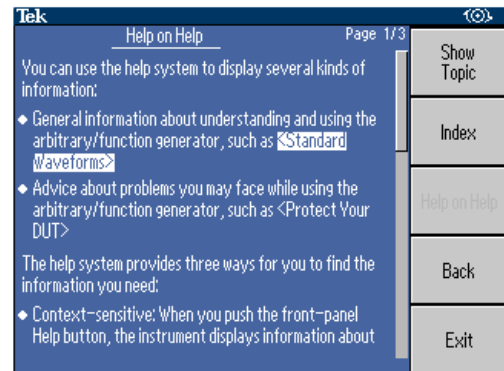 Tek
Help on Help
Page 1/3
You can use the help system to display several kinds of
information:
◆ General information about understanding and using the
arbitrary/function generator, such as <Standard
Waveforms>
◆ Advice about problems you may face while using the
arbitrary/function generator, such as <Protect Your
DUT>
The help system provides three ways for you to find the
information you need:
◆ Context-sensitive: When you push the front-panel
Help button, the instrument displays information about
Show
Topic
Index
Help on Help
Back
Exit